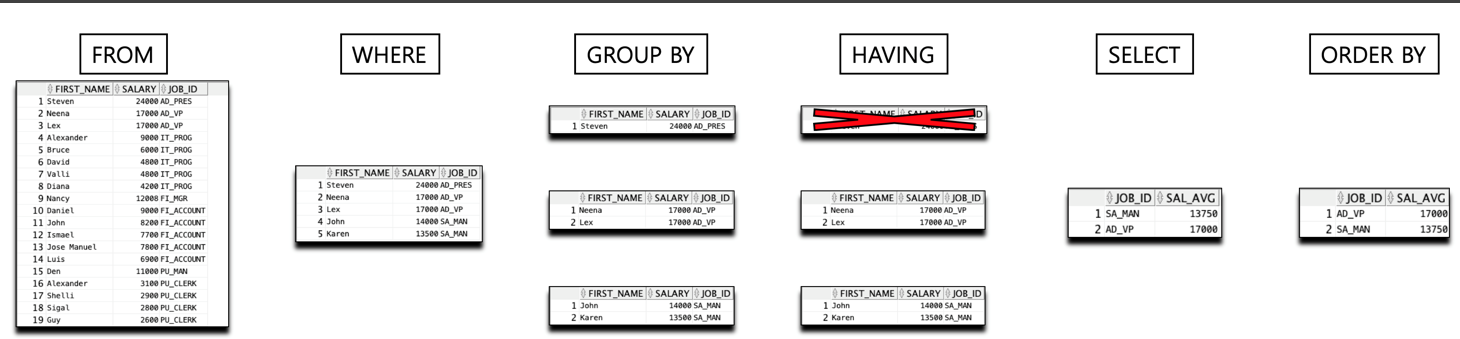 FROM
WHERE
GROUP BY
HAVING
SELECT
ORDER BY
FIRST_NAME SALARY JOB_ID
1 Steven 24000 AD_PRES
2 Neena 17000 AD_VP
3 Lex 17000 AD_VP
4 Alexander 9000 IT_PROG
5 Bruce 6000 IT_PROG
6 David 4800 IT_PROG
7 Valli 4800 IT_PROG
8 Diana 4200 IT_PROG
9 Nancy 12008 FI_MGR
10 Daniel 9000 FI_ACCOUNT
11 John 8200 FI_ACCOUNT
12 Ismael 7700 FI_ACCOUNT
13 Jose Manuel 7800 FI_ACCOUNT
14 Luis 6900 FI_ACCOUNT
15 Den 11000 PU_MAN
16 Alexander 3100 PU_CLERK
17 Shelli 2900 PU_CLERK
18 Sigal 2800 PU_CLERK
19 Guy 2600 PU_CLERK
FIRST_NAME SALARY JOB_ID
1 Steven 24000 AD_PRES
2 Neena 17000 AD_VP
3 Lex 17000 AD_VP
4 John 14000 SA_MAN
5 Karen 13500 SA_MAN
FIRST_NAME SALARY JOB_ID
1 Steven 24000 AD_PRES
FIRST_NAME SALARY JOB_ID
1 Neena 17000 AD_VP
2 Lex 17000 AD_VP
FIRST_NAME SALARY JOB_ID
1 John 14000 SA_MAN
2 Karen 13500 SA_MAN
FIRST_NAME SALARY JOB_ID
1 Neena 17000 AD_VP
2 Lex 17000 AD_VP
FIRST_NAME SALARY JOB_ID
1 John 14000 SA_MAN
2 Karen 13500 SA_MAN
JOB_ID SAL_AVG
1 SA_MAN 13750
2 AD_VP 17000
JOB_ID SAL_AVG
1 AD_VP 17000
2 SA_MAN 13750